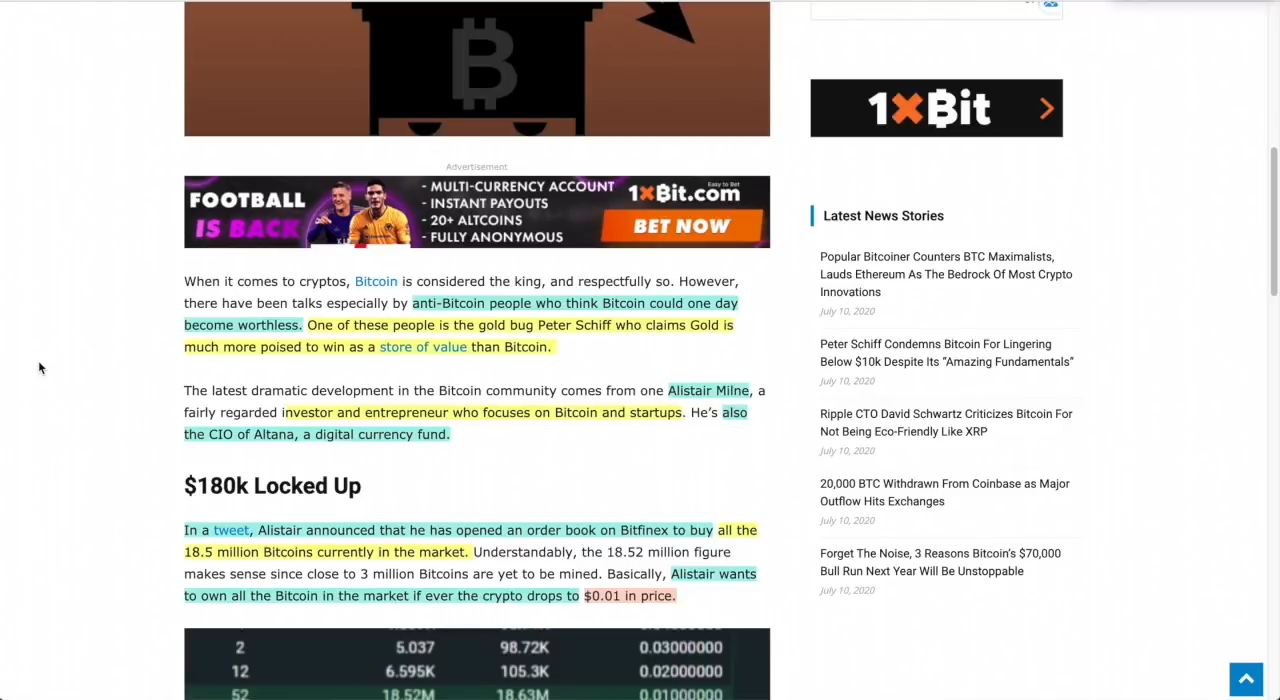 Advertisement
FOOTBALL
IS BACK
- MULTI-CURRENCY ACCOUNT
- INSTANT PAYOUTS
- 20+ ALTCOINS
- FULLY ANONYMOUS
Easy to Bet
1xBit.com
BET NOW
When it comes to cryptos, Bitcoin is considered the king, and respectfully so. However,
there have been talks especially by anti-Bitcoin people who think Bitcoin could one day
become worthless. One of these people is the gold bug Peter Schiff who claims Gold is
much more poised to win as a store of value than Bitcoin.
The latest dramatic development in the Bitcoin community comes from one Alistair Milne, a
fairly regarded investor and entrepreneur who focuses on Bitcoin and startups. He’s also
the CIO of Altana, a digital currency fund.
$180k Locked Up
In a tweet, Alistair announced that he has opened an order book on Bitfinex to buy all the
18.5 million Bitcoins currently in the market. Understandably, the 18.52 million figure
makes sense since close to 3 million Bitcoins are yet to be mined. Basically, Alistair wants
to own all the Bitcoin in the market if ever the crypto drops to $0.01 in price.
2 5.037 98.72K 0.03000000
12 6.595K 105.3K 0.02000000
52 18.52M 18.63M 0.01000000
1xBit
Latest News Stories
Popular Bitcoiner Counters BTC Maximalists,
Lauds Ethereum As The Bedrock Of Most Crypto
Innovations
July 10, 2020
Peter Schiff Condemns Bitcoin For Lingering
Below $10k Despite Its “Amazing Fundamentals”
July 10, 2020
Ripple CTO David Schwartz Criticizes Bitcoin For
Not Being Eco-Friendly Like XRP
July 10, 2020
20,000 BTC Withdrawn From Coinbase as Major
Outflow Hits Exchanges
July 10, 2020
Forget The Noise, 3 Reasons Bitcoin’s $70,000
Bull Run Next Year Will Be Unstoppable
July 10, 2020